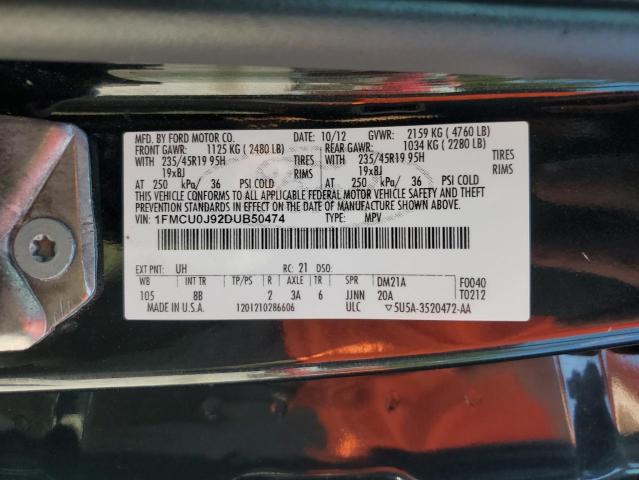 MFD. BY FORD MOTOR CO. 10/12 GVWR: 2159 KG ( 4760 LB)
FRONT GAWR: 1125 KG ( 2480 LB) REAR GAWR: 1034 KG ( 2280 LB)
WITH 235/45R19 95H TIRES WITH 235/45R19 95H TIRES
19x8J RIMS 19x8J RIMS
AT 250 kPa/ 36 PSI COLD AT 250 kPa/ 36 PSI COLD
THIS VEHICLE CONFORMS TO ALL APPLICABLE FEDERAL MOTOR VEHICLE SAFETY AND THEFT
PREVENTION STANDARDS IN EFFECT ON THE DATE OF MANUFACTURE SHOWN ABOVE.
VIN: 1FMCU0J92DUB50474 TYPE: MPV
EXT PNT: UH RC: 21 DSO:
WB INT TR TP/PS R AXLE TR SPR DM21A F0040
105 8B 2 3A 6 JJNN 20A T0212
MADE IN U.S.A. 1201210286606 ULC 5U5A-3520472-AA